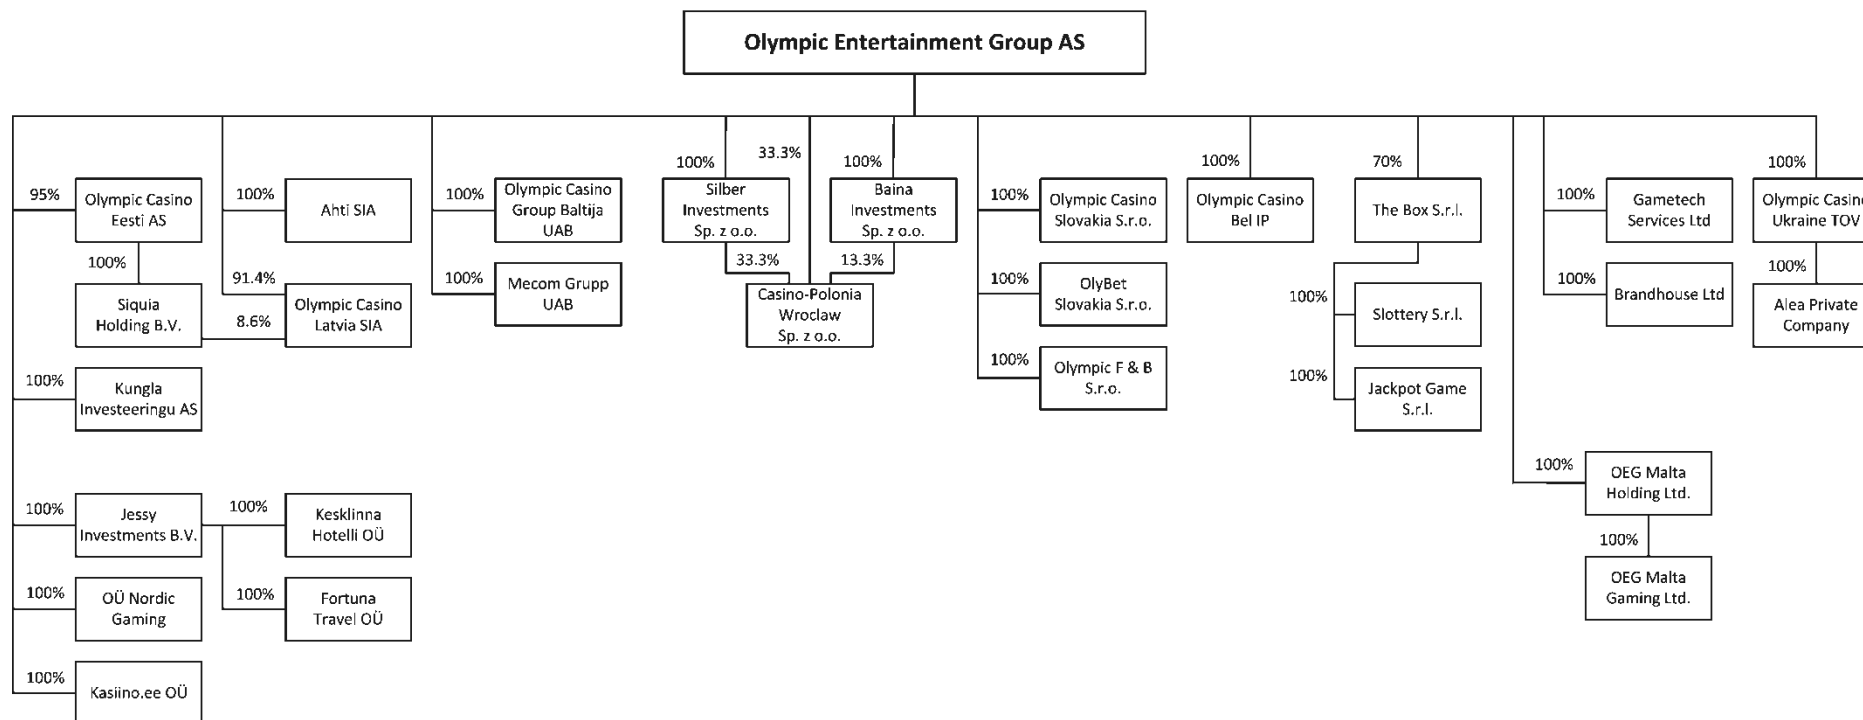 Olympic Entertainment Group AS
95%
Olympic Casino
Eesti AS
100%
Siquia
Holding B.V.
8.6%
100%
Kungla
Investeeringu AS
100%
Jessy
Investments B.V.
100%
Kesklinna
Hotelli OÜ
100%
Fortuna
Travel OÜ
100%
OÜ Nordic
Gaming
100%
Kasiino.ee OÜ
100%
Ahti SIA
91.4%
Olympic Casino
Latvia SIA
100%
Olympic Casino
Group Baltija
UAB
100%
Mecom Grupp
UAB
100%
Silber
Investments
Sp. z o.o.
33.3%
33.3%
100%
Baina
Investments
Sp. z o.o.
13.3%
Casino-Polonia
Wroclaw
Sp. z o.o.
100%
Olympic Casino
Slovakia S.r.o.
100%
OlyBet
Slovakia S.r.o.
100%
Olympic F & B
S.r.o.
100%
Olympic Casino
Bel IP
70%
The Box S.r.l.
100%
Slottery S.r.l.
100%
Jackpot Game
S.r.l.
100%
OEG Malta
Holding Ltd.
100%
OEG Malta
Gaming Ltd.
100%
Gametech
Services Ltd
100%
Brandhouse Ltd
100%
Olympic Casino
Ukraine TOV
100%
Alea Private
Company